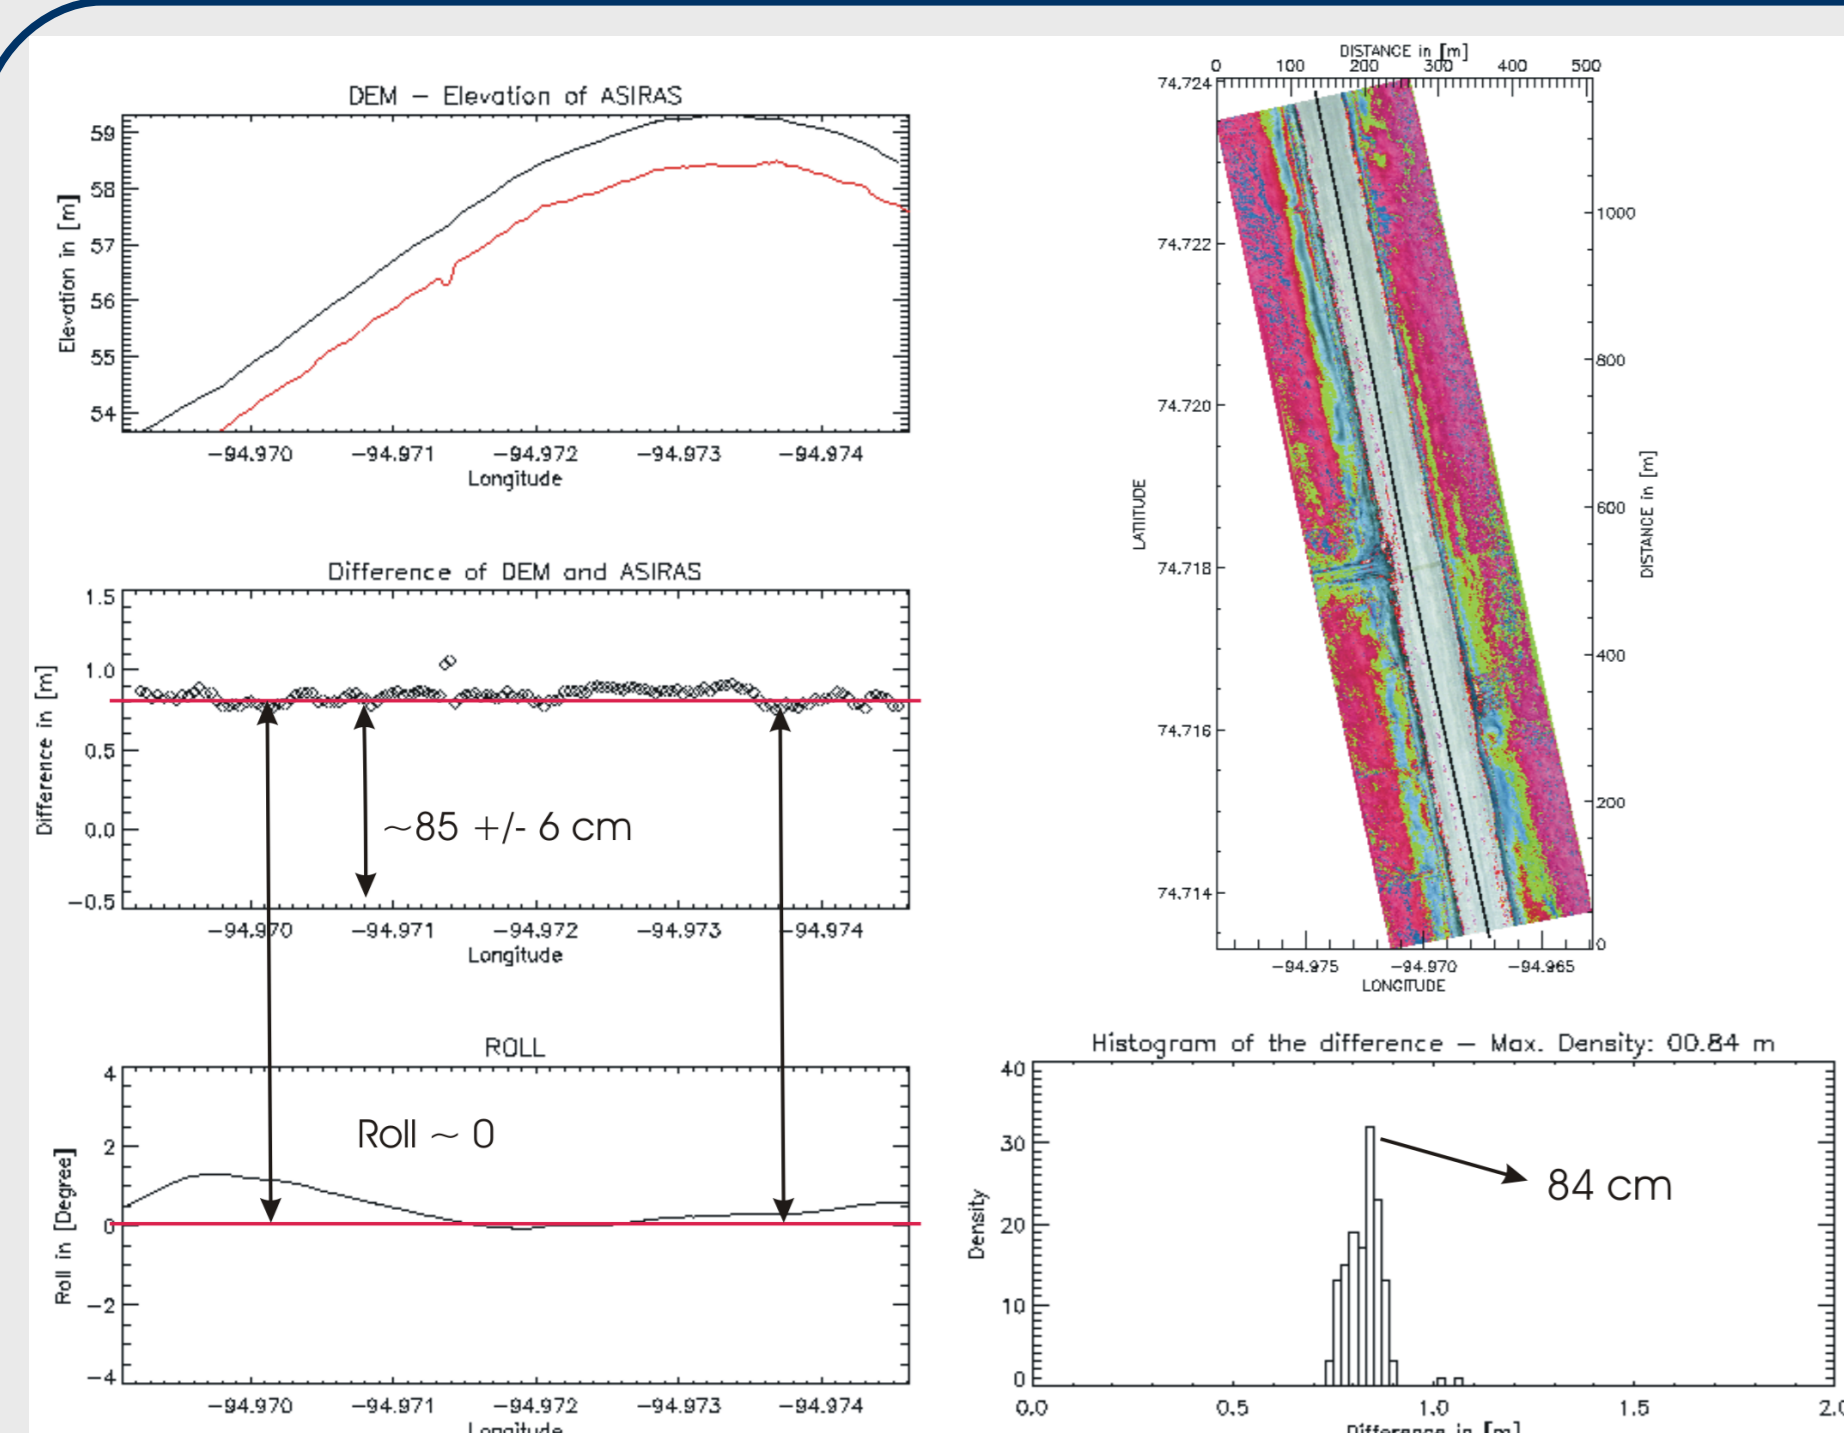 DEM – Elevation of ASIRAS
59
58
57
56
55
54
Elevation in [m]
−94.970 −94.971 −94.972 −94.973 −94.974
Longitude
Difference of DEM and ASIRAS
1.5
1.0
0.5
0.0
−0.5
Difference in [m]
~85 +/- 6 cm
−94.970 −94.971 −94.972 −94.973 −94.974
Longitude
ROLL
4
2
0
−2
−4
Roll in [Degree]
Roll ~ 0
−94.970 −94.971 −94.972 −94.973 −94.974
Longitude
DISTANCE in [m]
0 100 200 300 400 500
74.724
74.722
74.720
74.718
74.716
74.714
LATITUDE
1000
800
600
400
200
0
DISTANCE in [m]
−94.975 −94.970 −94.965
LONGITUDE
Histogram of the difference – Max. Density: 00.84 m
40
30
20
10
0
Density
84 cm
0.0 0.5 1.0 1.5 2.0
Difference in [m]